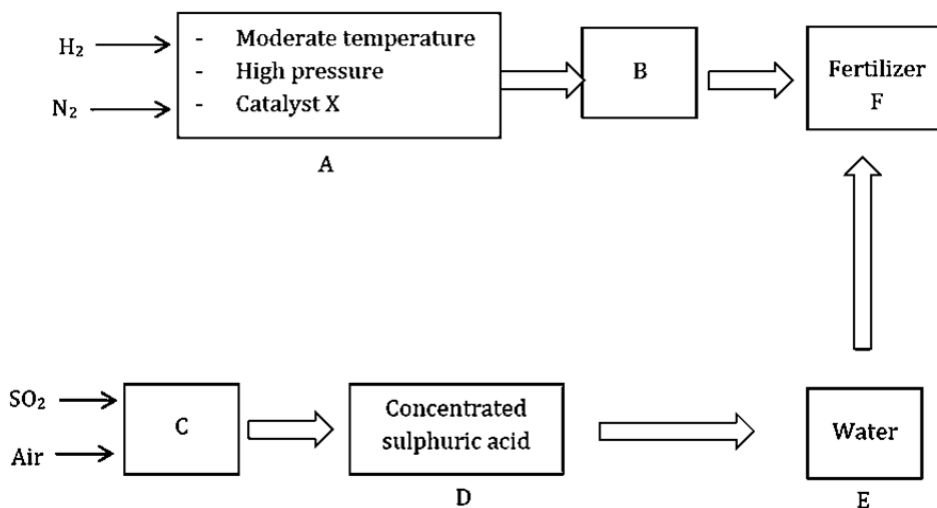 H₂
N₂
- Moderate temperature
- High pressure
- Catalyst X
A
B
Fertilizer
F
SO₂
Air
C
Concentrated
sulphuric acid
D
Water
E